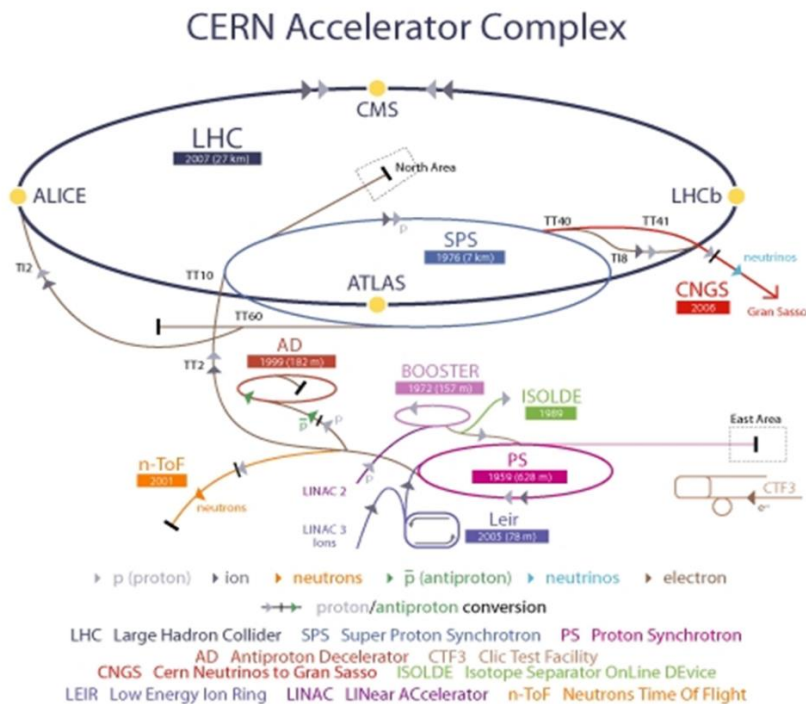 CERN Accelerator Complex
CMS
LHC
2007 (27 km)
North Area
ALICE
LHCb
TT40
TT41
SPS
1976 (7 km)
p
TI8
neutrinos
TI2
TT10
ATLAS
CNGS
2006
Gran Sasso
TT60
AD
1999 (182 m)
TT2
BOOSTER
1972 (157 m)
ISOLDE
1989
p̅
p
East Area
n-ToF
2001
PS
1959 (628 m)
LINAC 2
p
neutrons
CTF3
e⁻
LINAC 3
Ions
Leir
2005 (78 m)
p (proton) ion neutrons p̅ (antiproton) neutrinos electron
proton/antiproton conversion
LHC Large Hadron Collider SPS Super Proton Synchrotron PS Proton Synchrotron
AD Antiproton Decelerator CTF3 Clic Test Facility
CNGS Cern Neutrinos to Gran Sasso ISOLDE Isotope Separator OnLine DEvice
LEIR Low Energy Ion Ring LINAC LINear ACcelerator n-ToF Neutrons Time Of Flight